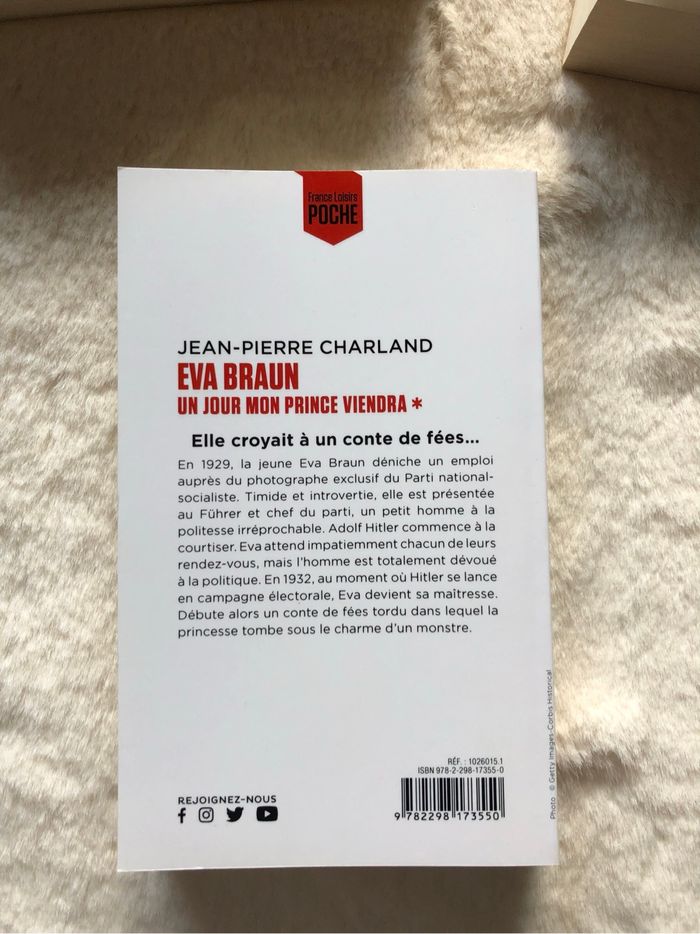 France Loisirs
POCHE
JEAN-PIERRE CHARLAND
EVA BRAUN
UN JOUR MON PRINCE VIENDRA *
Elle croyait à un conte de fées...
En 1929, la jeune Eva Braun déniche un emploi
auprès du photographe exclusif du Parti national-
socialiste. Timide et introvertie, elle est présentée
au Führer et chef du parti, un petit homme à la
politesse irréprochable. Adolf Hitler commence à la
courtiser. Eva attend impatiemment chacun de leurs
rendez-vous, mais l'homme est totalement dévoué
à la politique. En 1932, au moment où Hitler se lance
en campagne électorale, Eva devient sa maîtresse.
Débute alors un conte de fées tordu dans lequel la
princesse tombe sous le charme d'un monstre.
RÉF. : 1026015.1
ISBN 978-2-298-17355-0
9 782298 173550
REJOIGNEZ-NOUS
Photo : © Getty Images-Corbis Historical